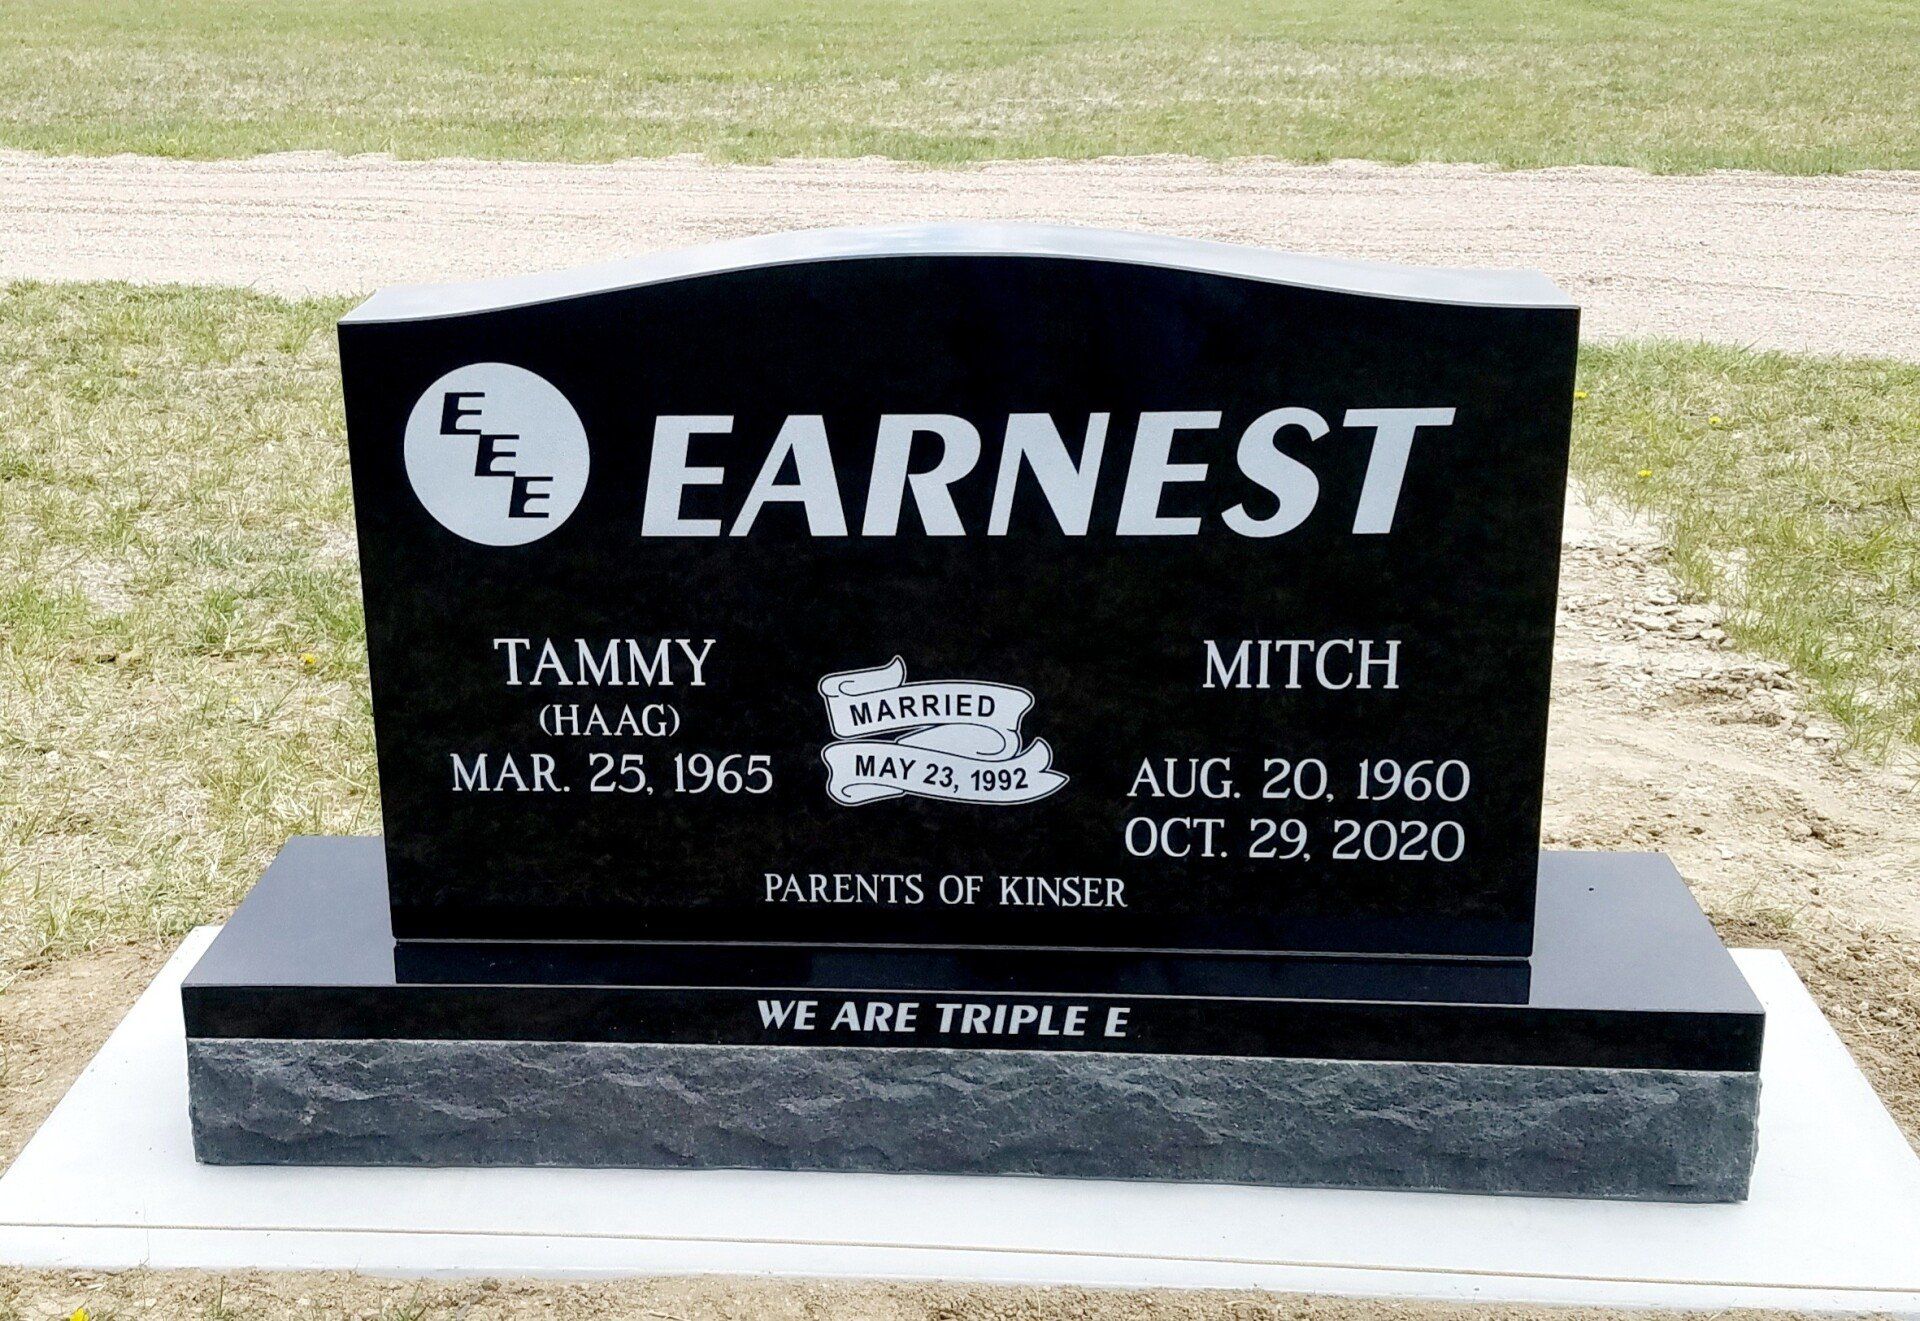 E
E
E
EARNEST
TAMMY
(HAAG)
MAR. 25, 1965
MARRIED
MAY 23, 1992
MITCH
AUG. 20, 1960
OCT. 29, 2020
PARENTS OF KINSER
WE ARE TRIPLE E